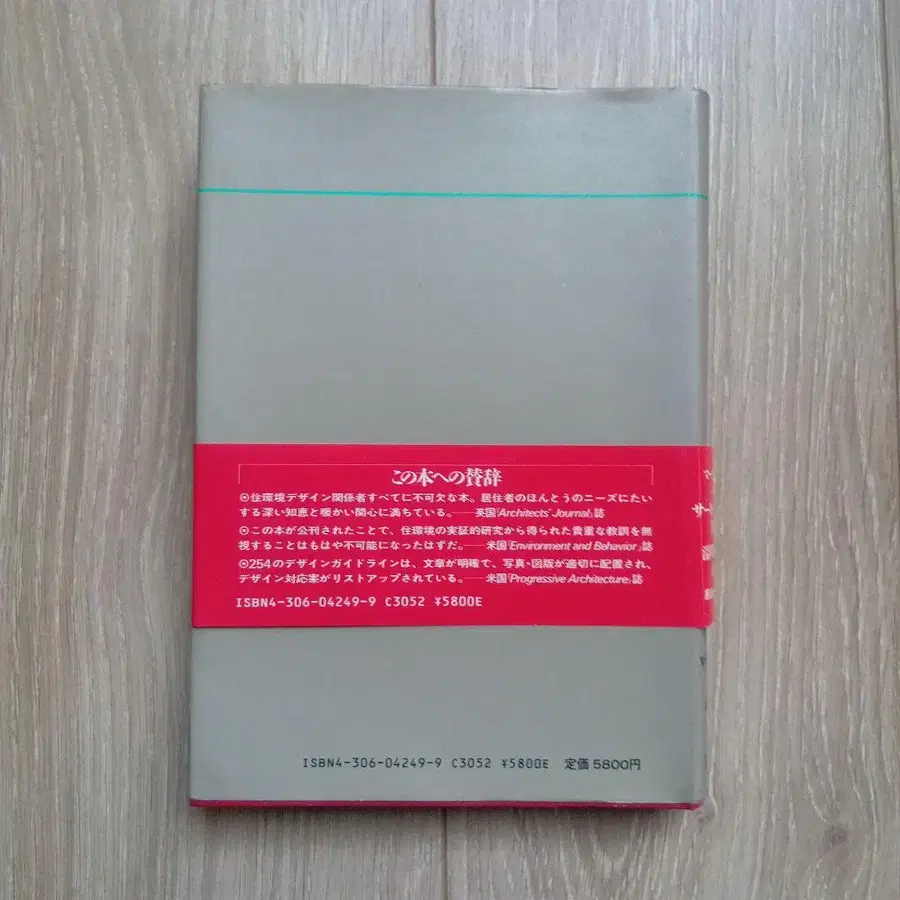 この本への賛辞
◎住環境デザイン関係者すべてに不可欠な本。居住者のほんとうのニーズにたい
する深い知恵と暖かい関心に満ちている。——英国『Architects' Journal』誌
◎この本が公刊されたことで、住環境の実証的研究から得られた貴重な教訓を無
視することはもはや不可能になったはずだ。——米国『Environment and Behavior』誌
◎254のデザインガイドラインは、文章が明確で、写真・図版が適切に配置され、
デザイン対応案がリストアップされている。——米国『Progressive Architecture』誌
ISBN4-306-04249-9 C3052 ¥5800E
ISBN4-306-04249-9 C3052 ¥5800E 定価 5800円